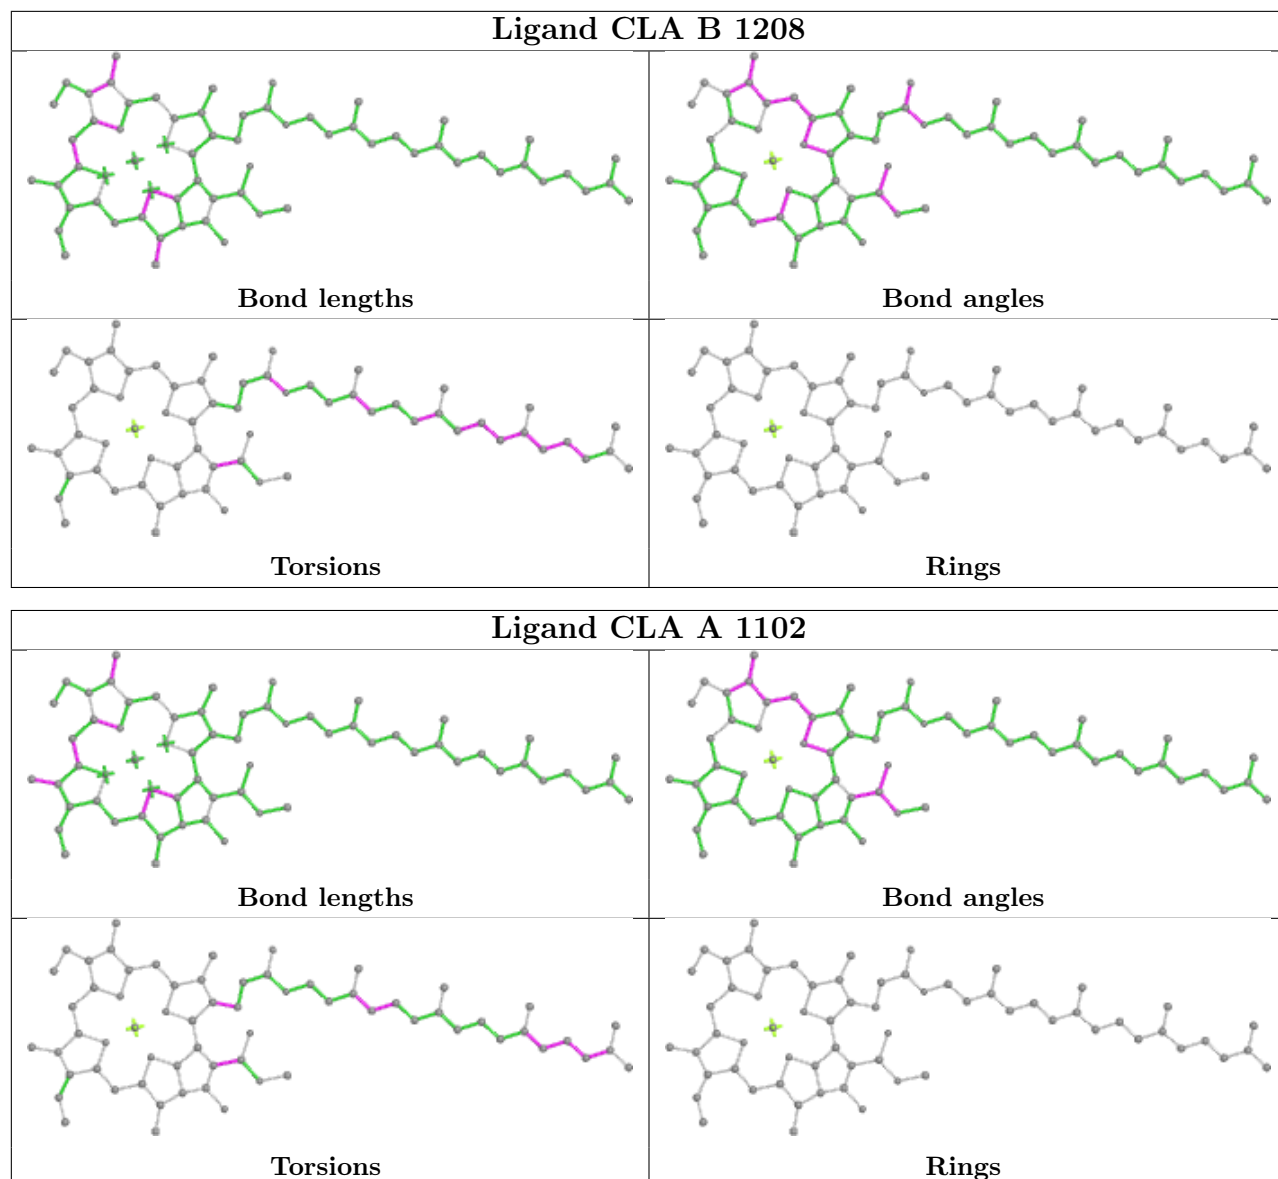 Ligand CLA B 1208
Bond lengths
Bond angles
Torsions
Rings
Ligand CLA A 1102
Bond lengths
Bond angles
Torsions
Rings